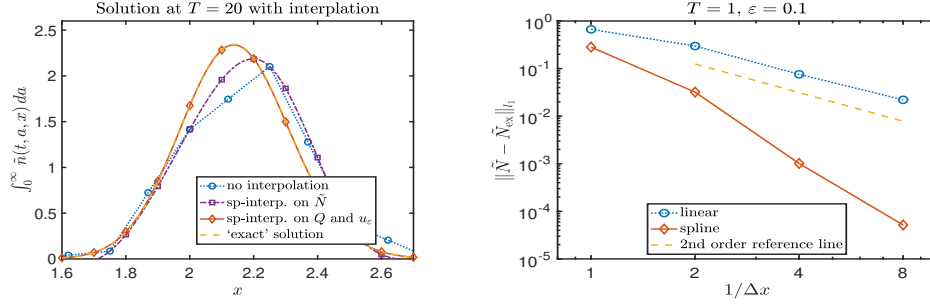 Solution at T = 20 with interplation
∫₀^∞ ñ(t, a, x) da
2.5
2
1.5
1
0.5
0
no interpolation
sp-interp. on Ñ
sp-interp. on Q and u_ε
'exact' solution
1.6
1.8
2
2.2
2.4
2.6
x
T = 1, ε = 0.1
‖Ñ − Ñ_ex‖_l₁
10^0
10^-1
10^-2
10^-3
10^-4
10^-5
linear
spline
2nd order reference line
1
2
4
8
1/Δx